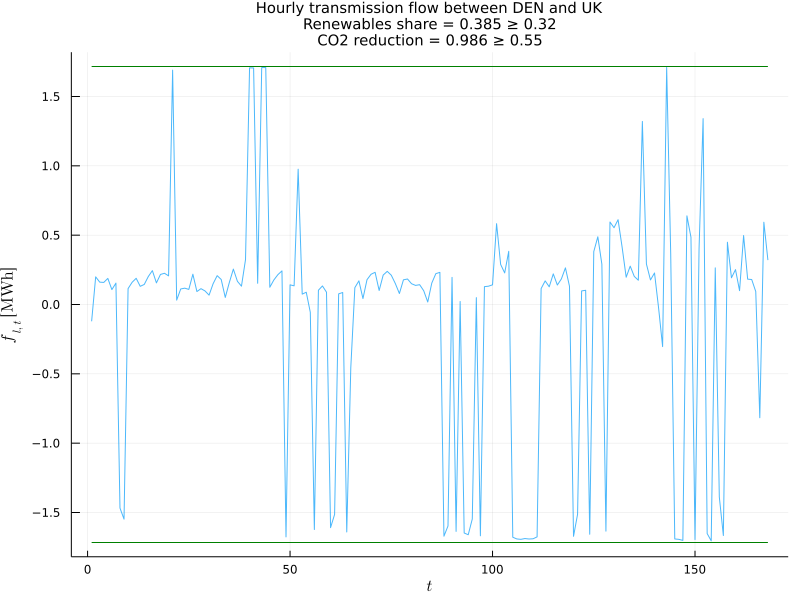 Hourly transmission flow between DEN and UK
Renewables share = 0.385 ≥ 0.32
CO2 reduction = 0.986 ≥ 0.55
1.5
1.0
0.5
0.0
−0.5
−1.0
−1.5
f l,t [MWh]
0 50 100 150
t